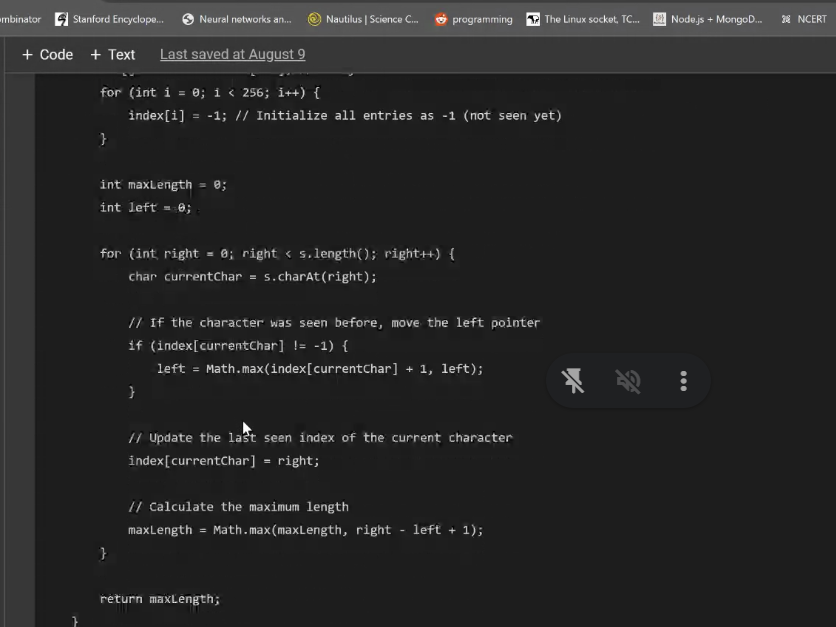 ombinator
Stanford Encyclope...
Neural networks an...
Nautilus | Science C...
programming
The Linux socket, TC...
Node.js + MongoD...
NCERT
+ Code + Text Last saved at August 9
for (int i = 0; i < 256; i++) {
index[i] = -1; // Initialize all entries as -1 (not seen yet)
}
int maxLength = 0;
int left = 0;
for (int right = 0; right < s.length(); right++) {
char currentChar = s.charAt(right);
// If the character was seen before, move the left pointer
if (index[currentChar] != -1) {
left = Math.max(index[currentChar] + 1, left);
}
// Update the last seen index of the current character
index[currentChar] = right;
// Calculate the maximum length
maxLength = Math.max(maxLength, right - left + 1);
}
return maxLength;
}